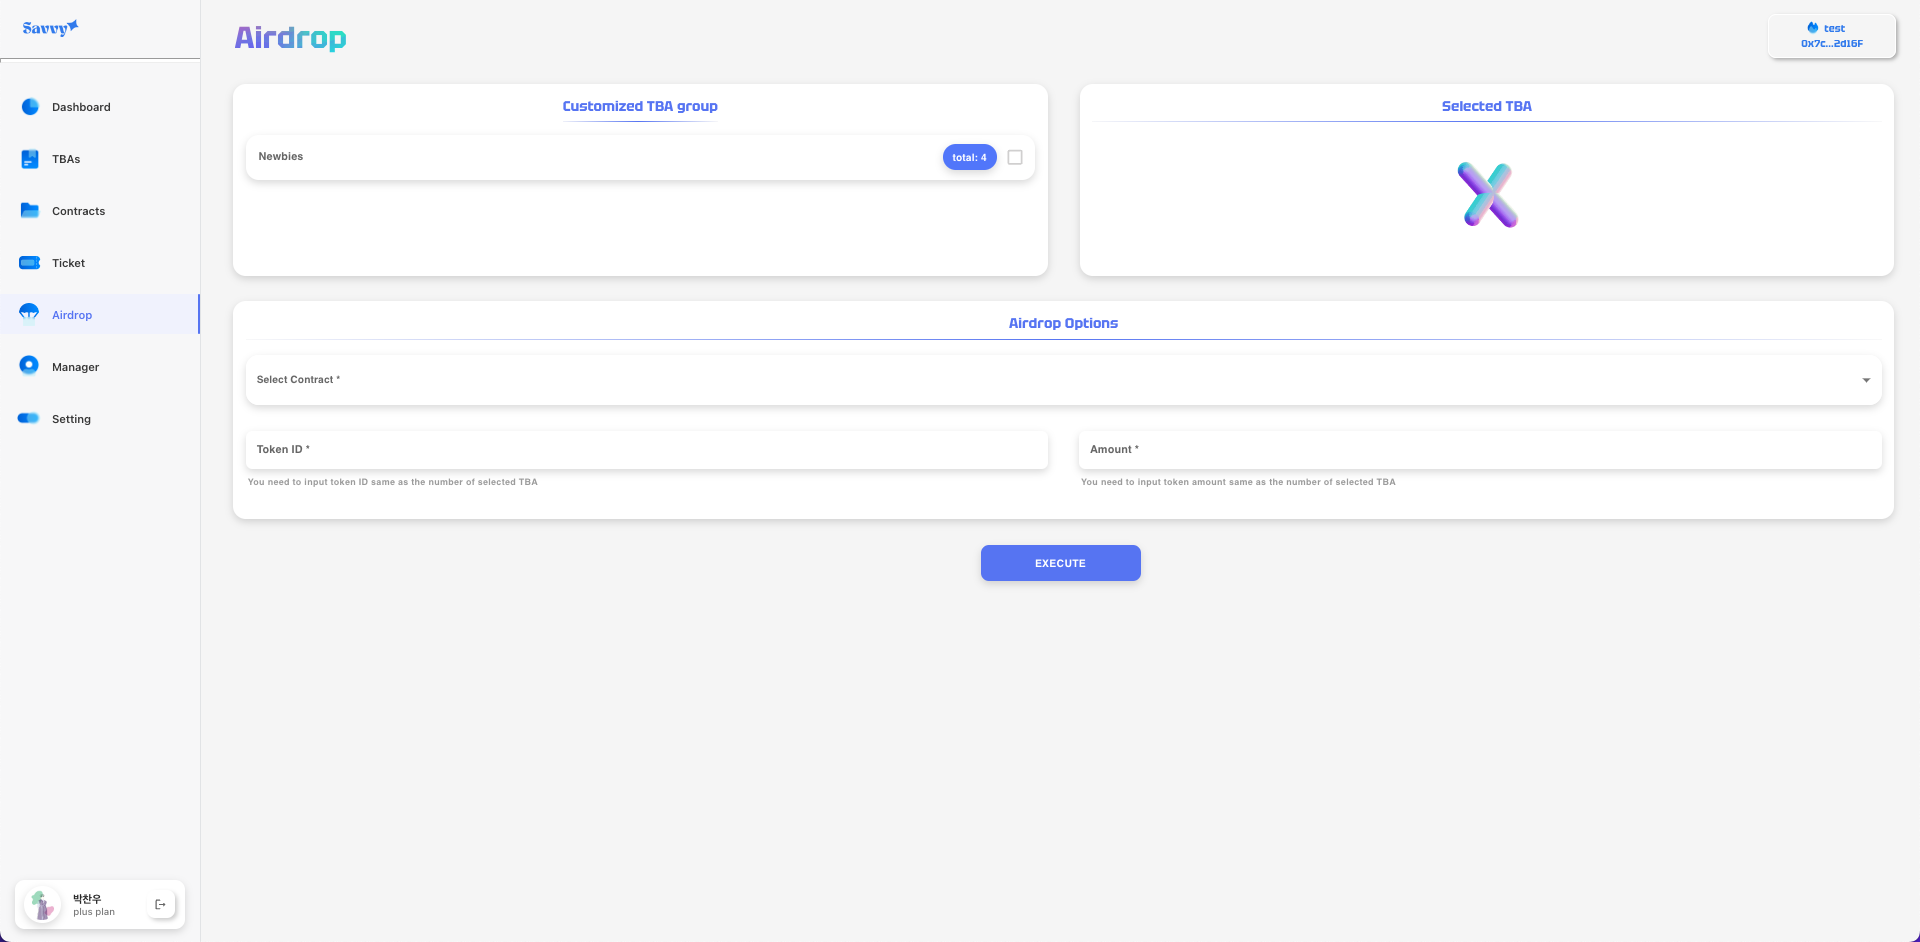 Savvy
Airdrop
test
0x7c...2d16F
Dashboard
TBAs
Contracts
Ticket
Airdrop
Manager
Setting
Customized TBA group
Newbies
total: 4
Selected TBA
Airdrop Options
Select Contract *
Token ID *
You need to input token ID same as the number of selected TBA
Amount *
You need to input token amount same as the number of selected TBA
EXECUTE
박찬우
plus plan